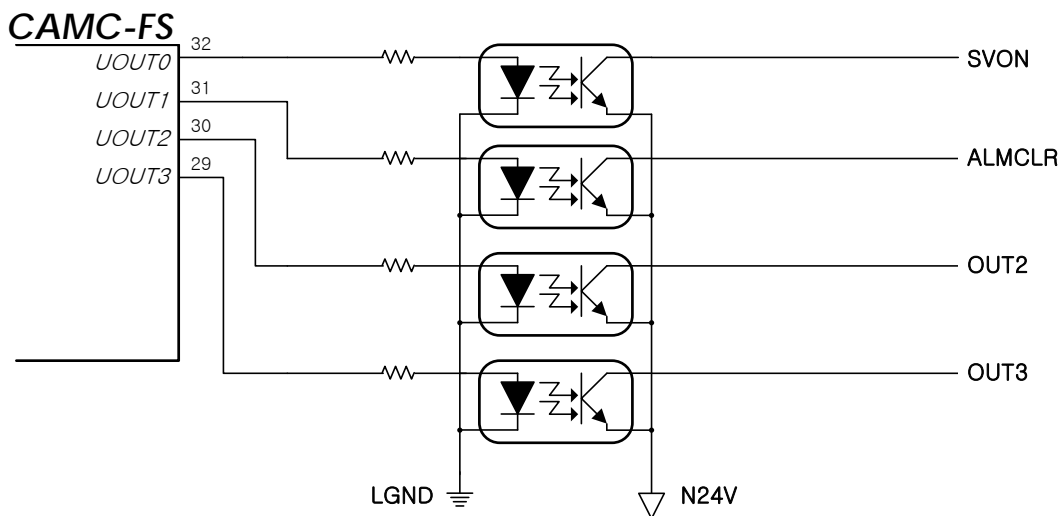 CAMC-FS
UOUT0 32 SVON
UOUT1 31
UOUT2 30 ALMCLR
UOUT3 29
OUT2
OUT3
LGND N24V